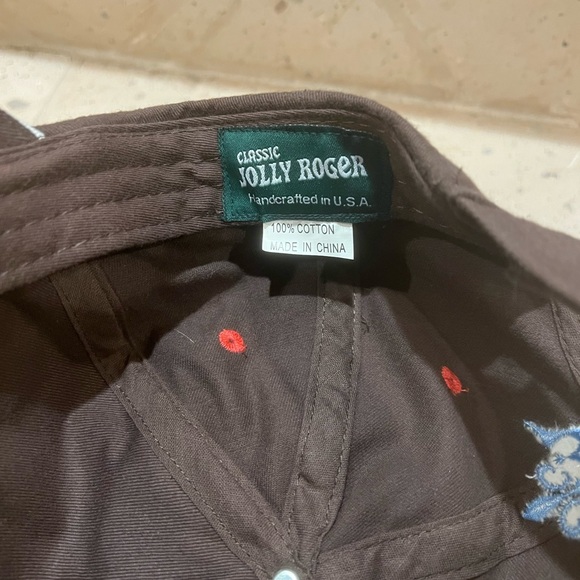 CLASSIC
JOLLY ROGER
Handcrafted in U.S.A.
100% COTTON
MADE IN CHINA